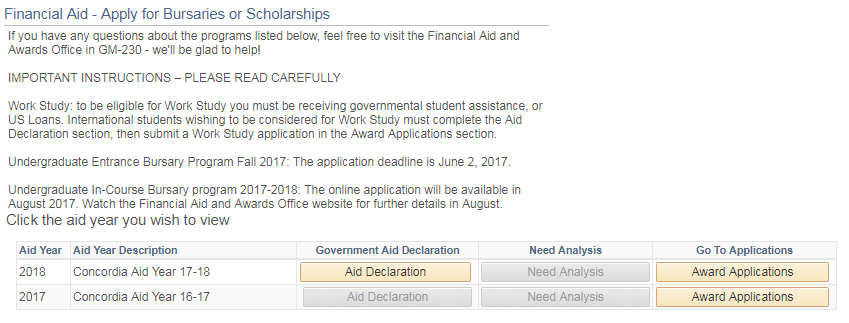 Financial Aid - Apply for Bursaries or Scholarships
If you have any questions about the programs listed below, feel free to visit the Financial Aid and
Awards Office in GM-230 - we'll be glad to help!
IMPORTANT INSTRUCTIONS – PLEASE READ CAREFULLY
Work Study: to be eligible for Work Study you must be receiving governmental student assistance, or
US Loans. International students wishing to be considered for Work Study must complete the Aid
Declaration section, then submit a Work Study application in the Award Applications section.
Undergraduate Entrance Bursary Program Fall 2017: The application deadline is June 2, 2017.
Undergraduate In-Course Bursary program 2017-2018: The online application will be available in
August 2017. Watch the Financial Aid and Awards Office website for further details in August.
Click the aid year you wish to view
Aid Year Aid Year Description Government Aid Declaration Need Analysis Go To Applications
2018 Concordia Aid Year 17-18 Aid Declaration Need Analysis Award Applications
2017 Concordia Aid Year 16-17 Aid Declaration Need Analysis Award Applications